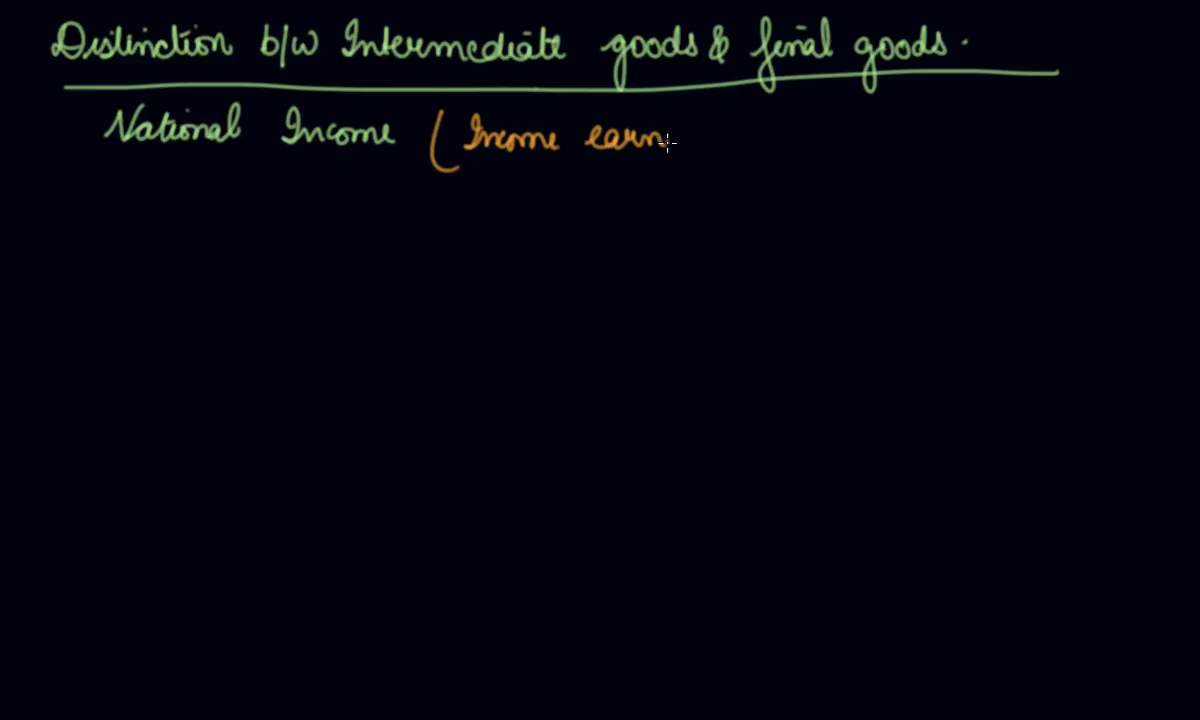 Distinction b/w Intermediate goods & final goods.
National Income (Income earn